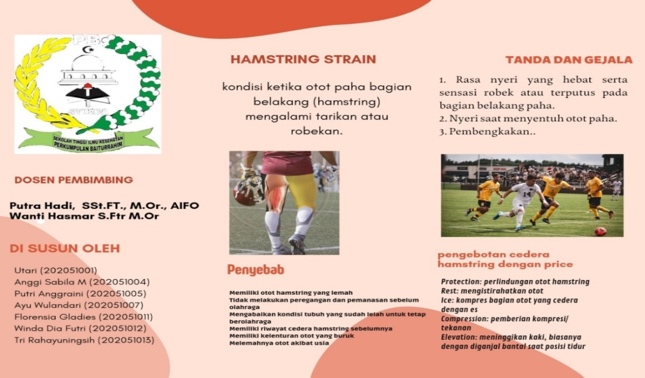 SEKOLAH TINGGI ILMU KESEHATAN
PERKUMPULAN BAITURRAHIM
DOSEN PEMBIMBING
Putra Hadi, SSt.FT., M.Or., AIFO
Wanti Hasmar S.Ftr M.Or
DI SUSUN OLEH
Utari (202051001)
Anggi Sabila M (202051004)
Putri Anggraini (202051005)
Ayu Wulandari (202051007)
Florensia Gladies (202051011)
Winda Dia Futri (202051012)
Tri Rahayuningsih (202051013)
HAMSTRING STRAIN
kondisi ketika otot paha bagian
belakang (hamstring)
mengalami tarikan atau
robekan.
Penyebab
Memiliki otot hamstring yang lemah
Tidak melakukan peregangan dan pemanasan sebelum
olahraga
Mengabaikan kondisi tubuh yang sudah lelah untuk tetap
berolahraga
Memiliki riwayat cedera hamstring sebelumnya
Memiliki kelenturan otot yang buruk
Melemahnya otot akibat usia
TANDA DAN GEJALA
1. Rasa nyeri yang hebat serta
sensasi robek atau terputus pada
bagian belakang paha.
2. Nyeri saat menyentuh otot paha.
3. Pembengkakan..
pengebotan cedera
hamstring dengan price
Protection: perlindungan otot hamstring
Rest: mengistirahatkan otot
Ice: kompres bagian otot yang cedera
dengan es
Compression: pemberian kompresi/
tekanan
Elevation: meninggikan kaki, biasanya
dengan diganjal bantal saat posisi tidur